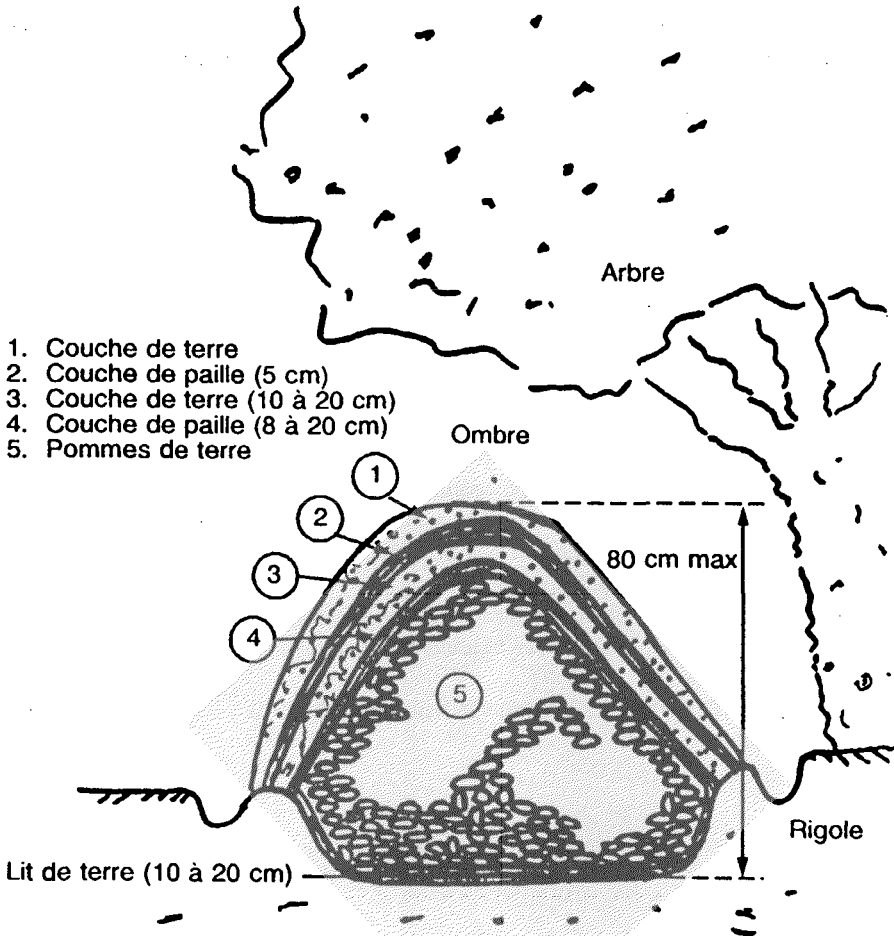 Arbre
1. Couche de terre
2. Couche de paille (5 cm)
3. Couche de terre (10 à 20 cm)
4. Couche de paille (8 à 20 cm)
5. Pommes de terre
Ombre
1
2
80 cm max
3
4
5
Rigole
Lit de terre (10 à 20 cm)